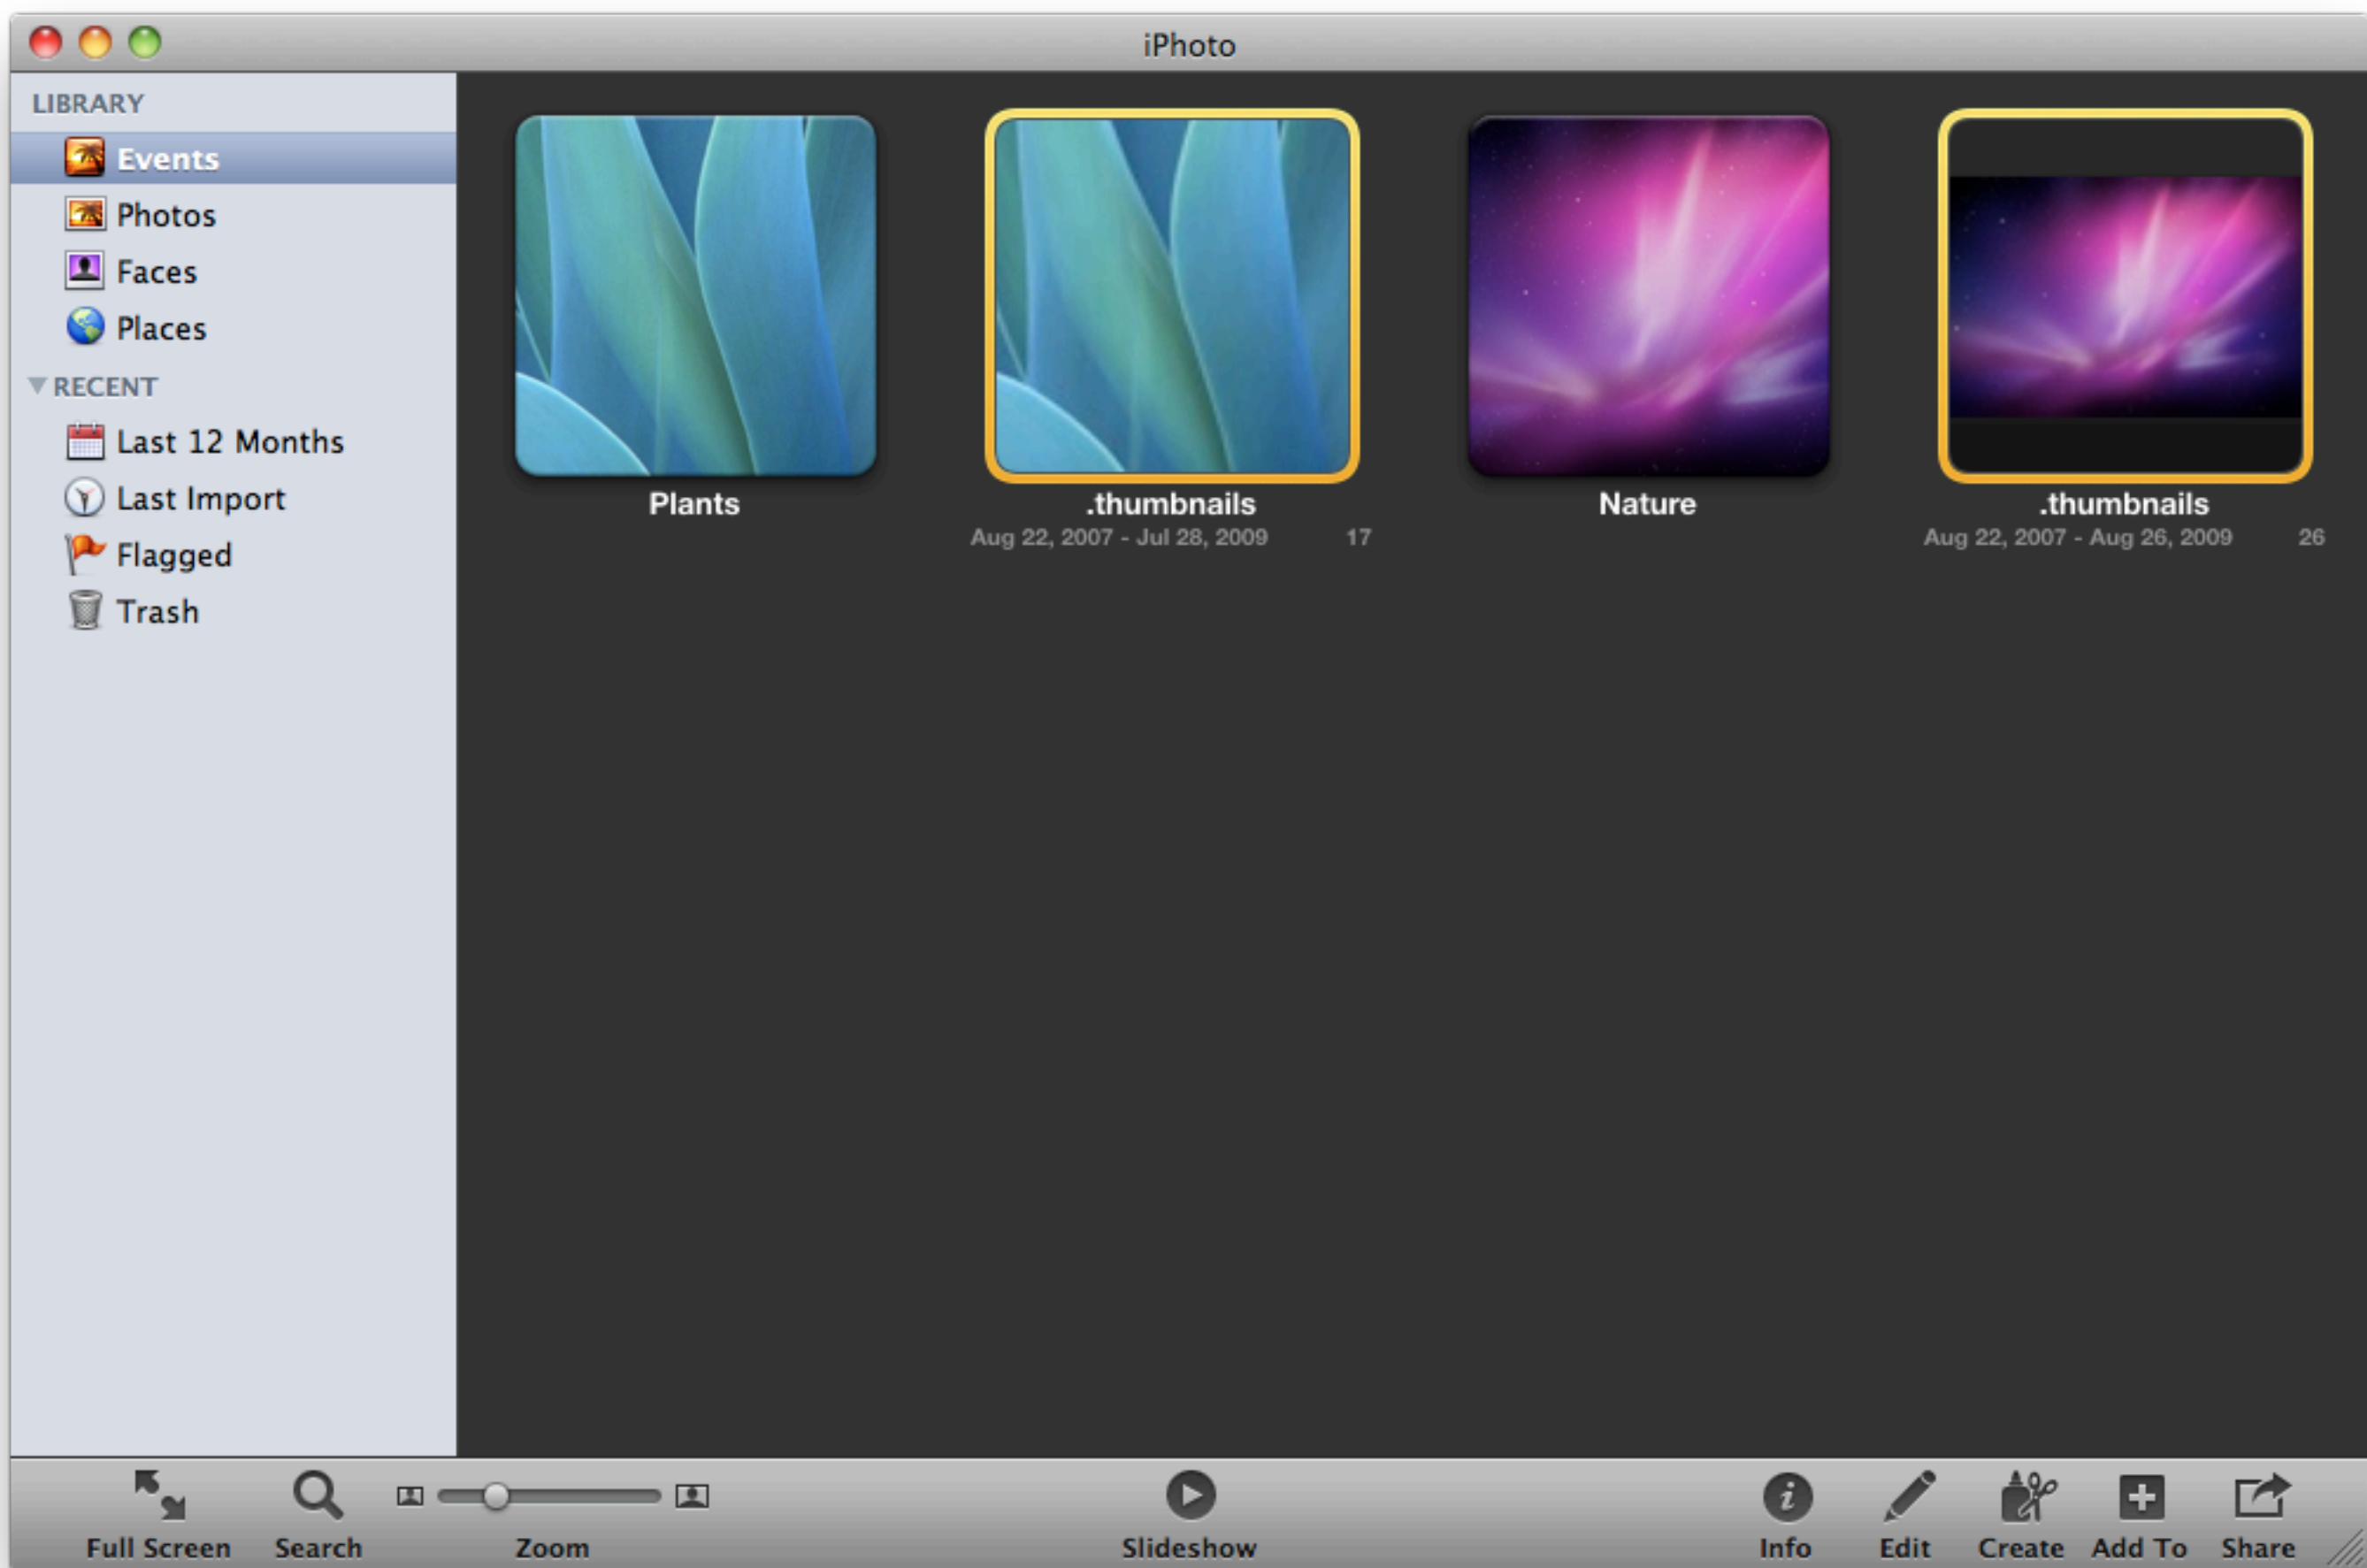 iPhoto
LIBRARY
Events
Photos
Faces
Places
RECENT
Last 12 Months
Last Import
Flagged
Trash
Plants
.thumbnails
Aug 22, 2007 - Jul 28, 2009 17
Nature
.thumbnails
Aug 22, 2007 - Aug 26, 2009 26
Full Screen Search Zoom Slideshow Info Edit Create Add To Share